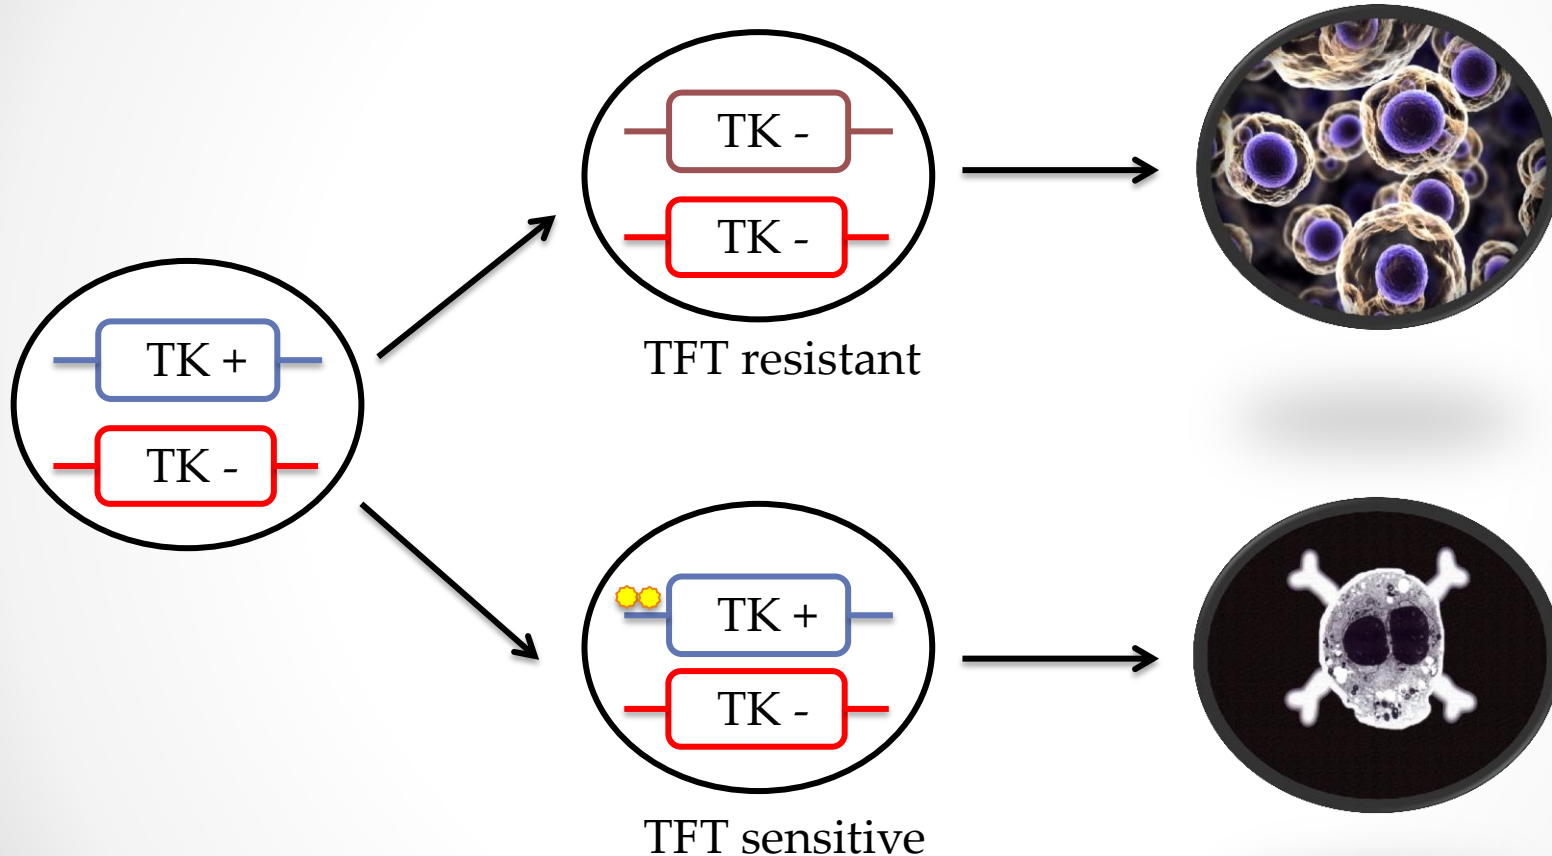 TK +
TK -
TK -
TK -
TFT resistant
TK +
TK -
TFT sensitive